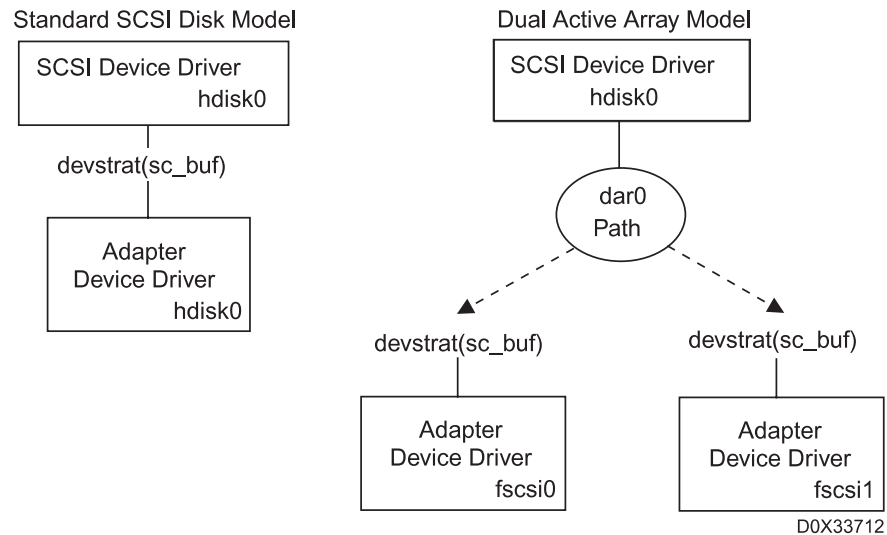 Standard SCSI Disk Model
SCSI Device Driver
hdisk0
devstrat(sc_buf)
Adapter
Device Driver
hdisk0
Dual Active Array Model
SCSI Device Driver
hdisk0
dar0
Path
devstrat(sc_buf)
Adapter
Device Driver
fscsi0
devstrat(sc_buf)
Adapter
Device Driver
fscsi1
D0X33712